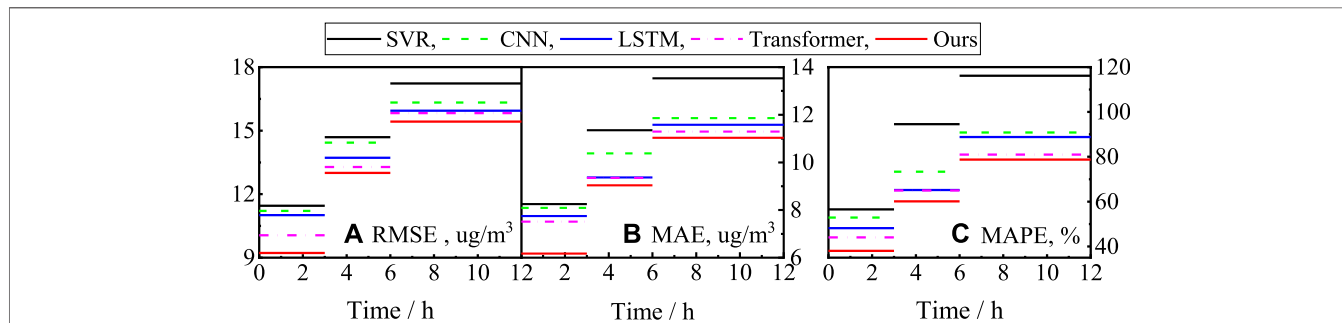 SVR, CNN, LSTM, Transformer, Ours
18
15
12
9
A RMSE , ug/m³
0 2 4 6 8 10 12
Time / h
14
12
10
8
6
B MAE, ug/m³
2 4 6 8 10 12
Time / h
120
100
80
60
40
C MAPE, %
0 2 4 6 8 10 12
Time / h